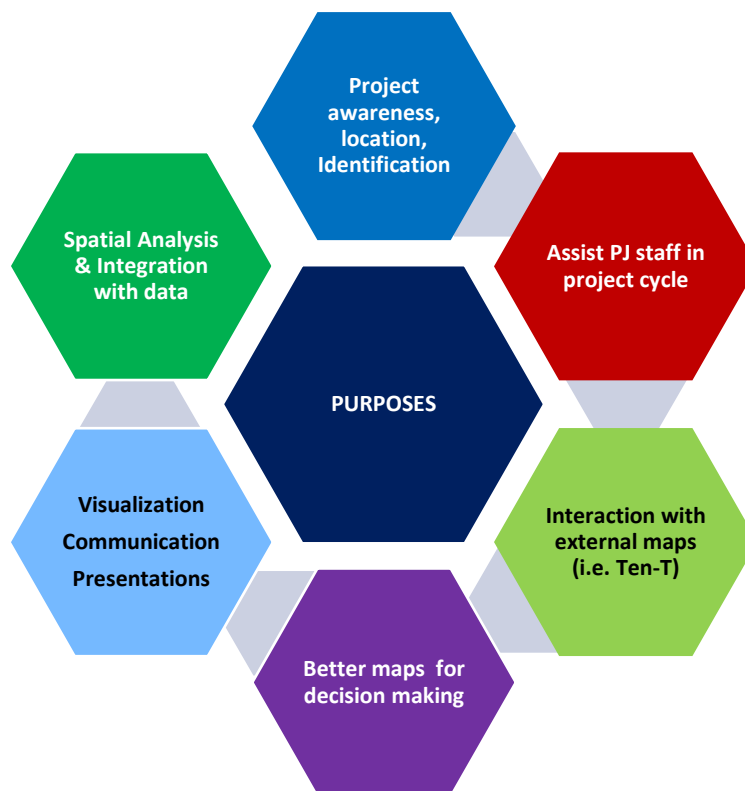 Project
awareness,
location,
Identification
Spatial Analysis
& Integration
with data
Assist PJ staff in
project cycle
PURPOSES
Visualization
Communication
Presentations
Interaction with
external maps
(i.e. Ten-T)
Better maps  for
decision making